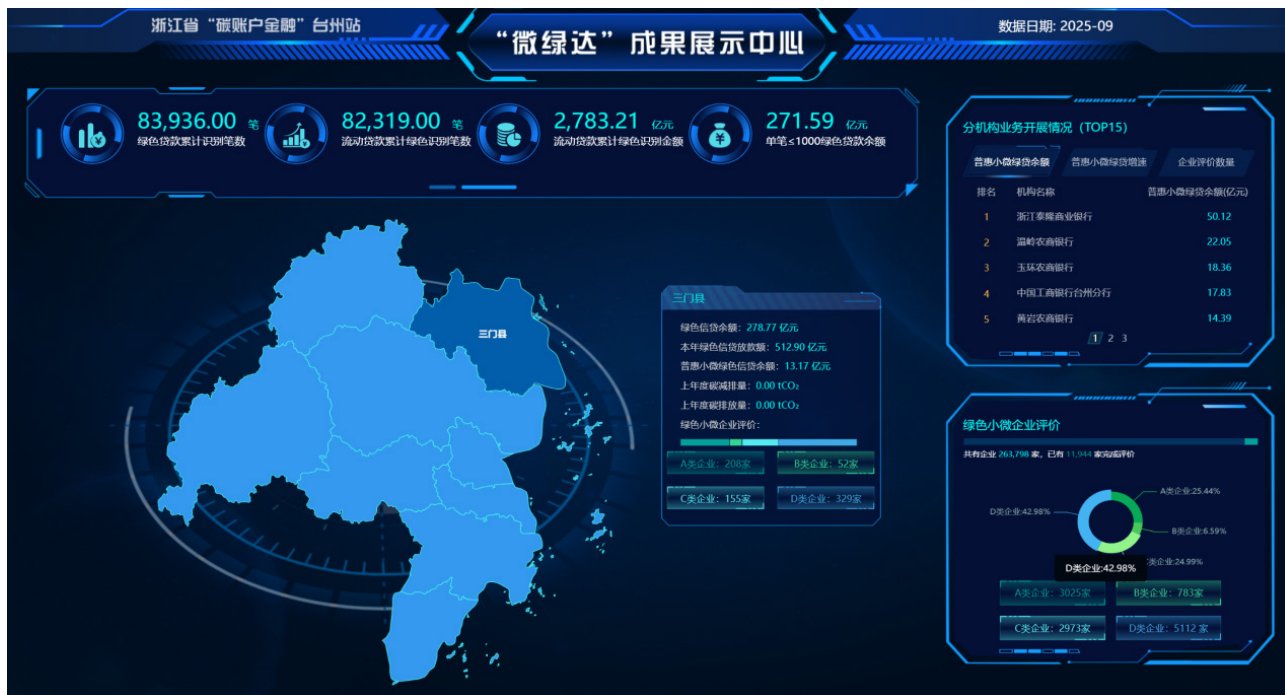 浙江省“碳账户金融”台州站
“微绿达”成果展示中心
数据日期: 2025-09
83,936.00 笔
绿色贷款累计识别笔数
82,319.00 笔
流动贷款累计绿色识别笔数
2,783.21 亿元
流动贷款累计绿色识别金额
271.59 亿元
单笔≤1000绿色贷款余额
三门县
三门县
绿色信贷余额: 278.77 亿元
本年绿色信贷放款额: 512.90 亿元
普惠小微绿色信贷余额: 13.17 亿元
上年度碳减排量: 0.00 tCO₂
上年度碳排放量: 0.00 tCO₂
绿色小微企业评价:
A类企业: 208家 B类企业: 52家
C类企业: 155家 D类企业: 329家
分机构业务开展情况（TOP15）
普惠小微绿贷余额 普惠小微绿贷增速 企业评价数量
排名 机构名称 普惠小微绿贷余额(亿元)
1 浙江泰隆商业银行 50.12
2 温岭农商银行 22.05
3 玉环农商银行 18.36
4 中国工商银行台州分行 17.83
5 黄岩农商银行 14.39
1 2 3
绿色小微企业评价
共有企业 263,798 家，已有 11,944 家完成评价
A类企业:25.44%
D类企业:42.98%
B类企业:6.59%
类企业:24.99%
D类企业:42.98%
A类企业: 3025家 B类企业: 783家
C类企业: 2973家 D类企业: 5112 家